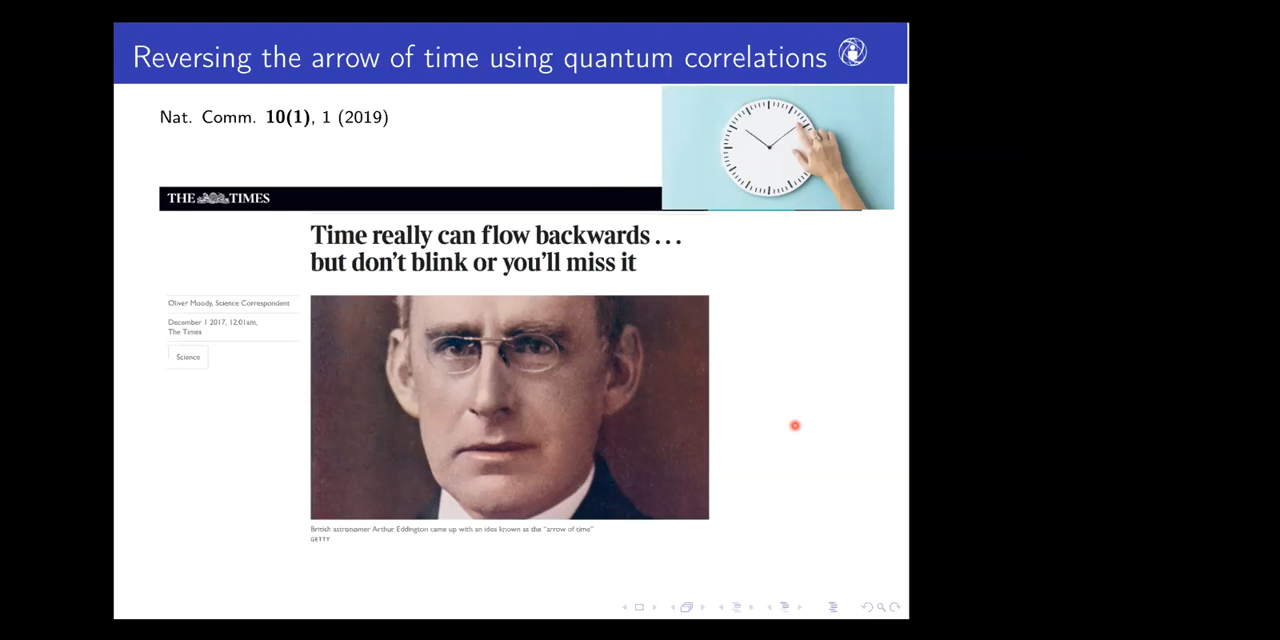 Reversing the arrow of time using quantum correlations
Nat. Comm. 10(1), 1 (2019)
THE TIMES
Time really can flow backwards ...
but don't blink or you'll miss it
Oliver Moody, Science Correspondent
December 1 2017, 12:01am,
The Times
Science
British astronomer Arthur Eddington came up with an idea known as the "arrow of time"
GETTY